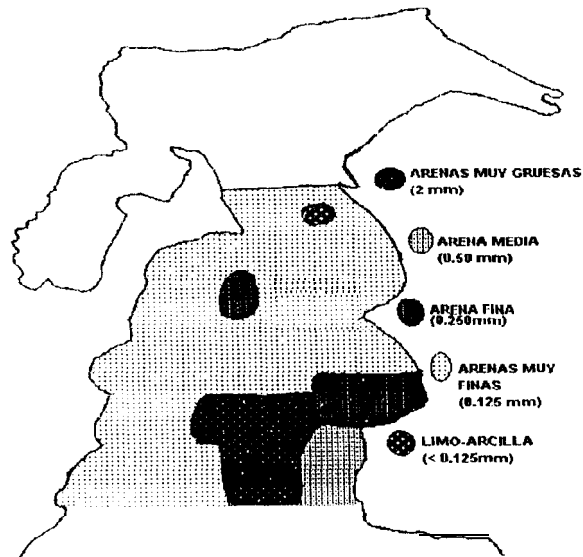 ARENAS MUY GRUESAS
(2 mm)
ARENA MEDIA
(0.50 mm)
ARENA FINA
(0.250mm)
ARENAS MUY
FINAS
(0.125 mm)
LIMO-ARCILLA
(< 0.125mm)